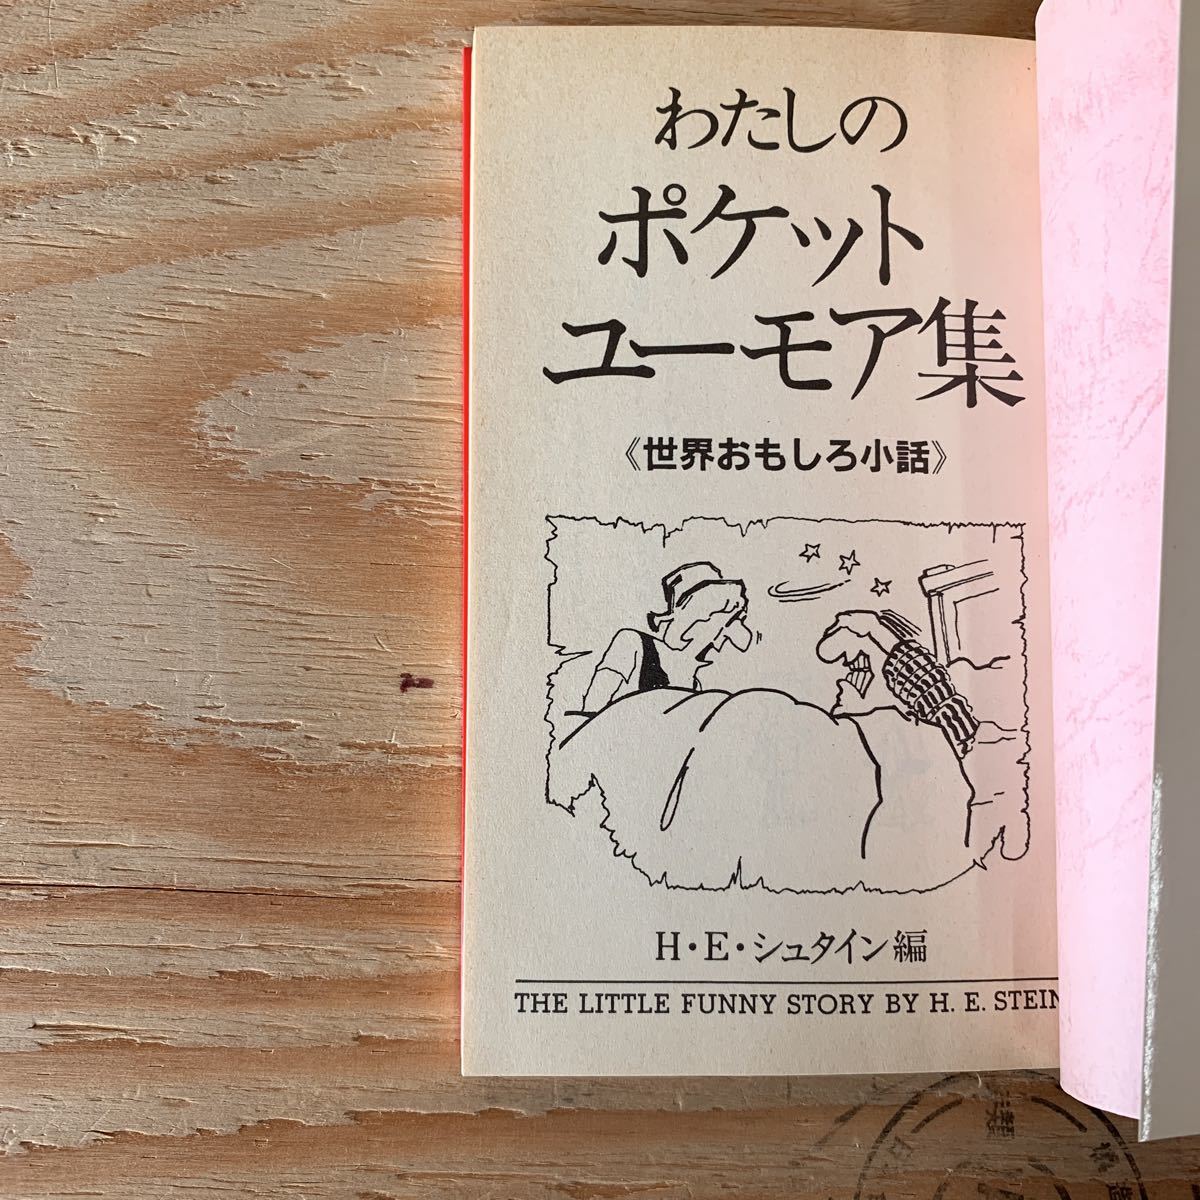 わたしの
ポケット
ユーモア集
《世界おもしろ小話》
H・E・シュタイン編
THE LITTLE FUNNY STORY BY H. E. STEIN